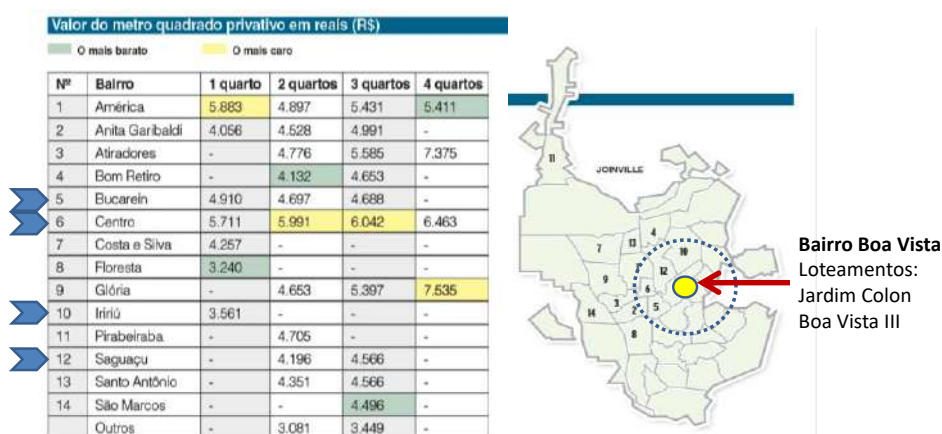 Valor do metro quadrado privativo em reais (R$)
O mais barato O mais caro
Nº Bairro 1 quarto 2 quartos 3 quartos 4 quartos
1 América 5.883 4.897 5.431 5.411
2 Anita Garibaldi 4.056 4.528 4.991 -
3 Atiradores - 4.776 5.585 7.375
4 Bom Retiro - 4.132 4.653 -
5 Bucarein 4.910 4.697 4.688 -
6 Centro 5.711 5.991 6.042 6.463
7 Costa e Silva 4.257 - - -
8 Floresta 3.240 - - -
9 Glória - 4.653 5.397 7.535
10 Iririú 3.561 - - -
11 Pirabeiraba - 4.705 - -
12 Saguaçu - 4.196 4.566 -
13 Santo Antônio - 4.351 4.566 -
14 São Marcos - - 4.496 -
Outros - 3.081 3.449 -
11
JOINVILLE
4
7 13 10
12
9
6
3 2 5
14
8
Bairro Boa Vista
Loteamentos:
Jardim Colon
Boa Vista III